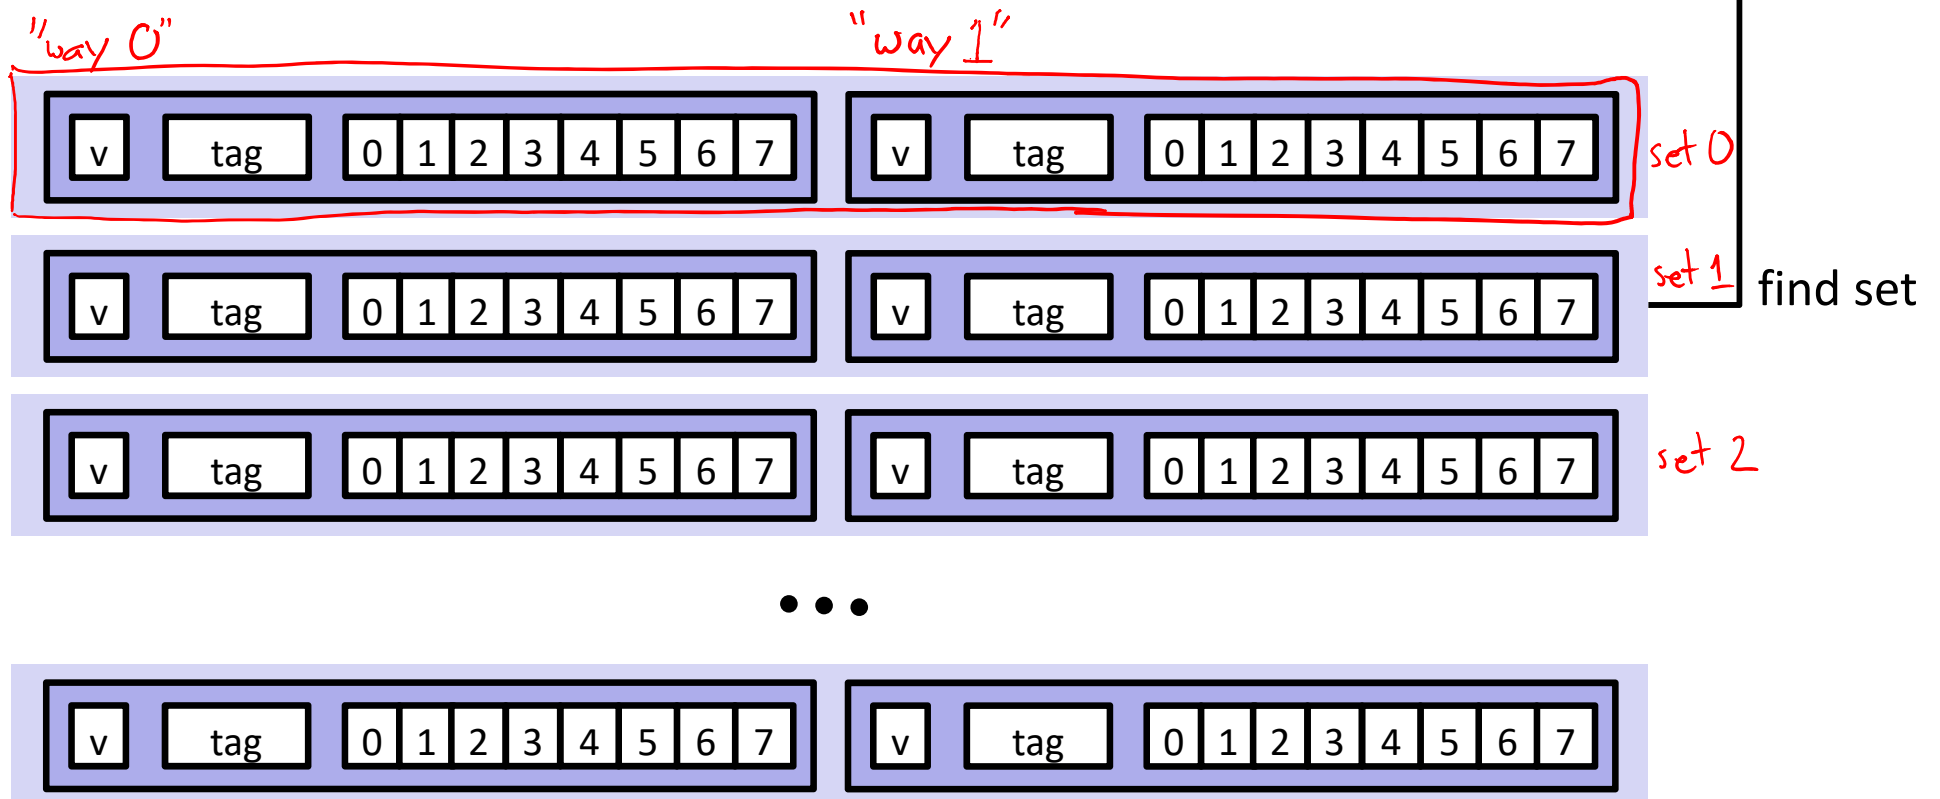 "way 0" "way 1"
v tag 0 1 2 3 4 5 6 7 v tag 0 1 2 3 4 5 6 7 set 0
v tag 0 1 2 3 4 5 6 7 v tag 0 1 2 3 4 5 6 7 set 1 find set
v tag 0 1 2 3 4 5 6 7 v tag 0 1 2 3 4 5 6 7 set 2
...
v tag 0 1 2 3 4 5 6 7 v tag 0 1 2 3 4 5 6 7